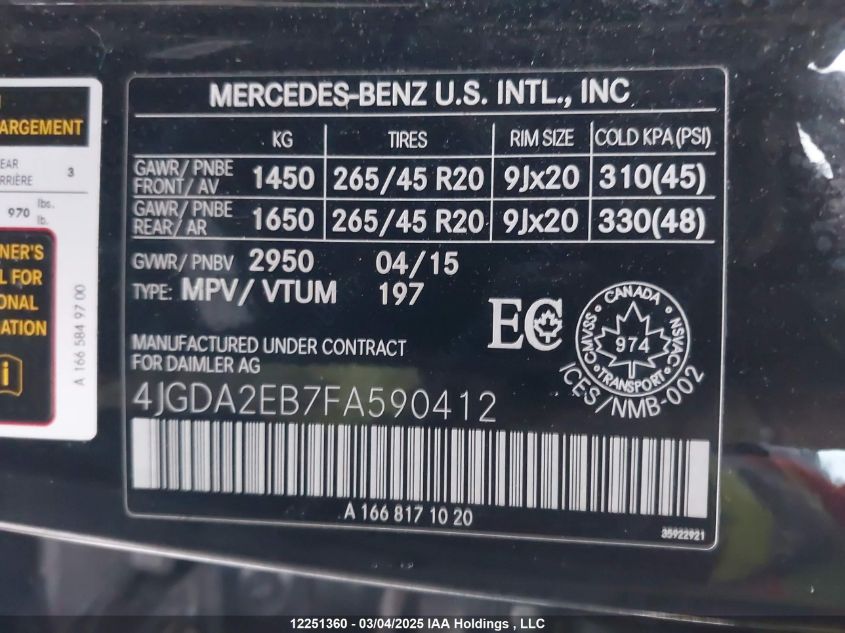 ARGEMENT
EAR
RRIÈRE 3
970 lbs.
lb.
NER'S
L FOR
ONAL
ATION
i
A 166 584 97 00
MERCEDES-BENZ U.S. INTL., INC
KG TIRES RIM SIZE COLD KPA (PSI)
GAWR/PNBE
FRONT/ AV 1450 265/45 R20 9Jx20 310(45)
GAWR/PNBE
REAR/ AR 1650 265/45 R20 9Jx20 330(48)
GVWR/ PNBV 2950 04/15
TYPE: MPV/ VTUM 197
EC
CANADA
CMVSS/NSVAC
974
TRANSPORT
ICES/NMB-002
MANUFACTURED UNDER CONTRACT
FOR DAIMLER AG
4JGDA2EB7FA590412
A 166 817 10 20
35922921
12251360 - 03/04/2025 IAA Holdings , LLC